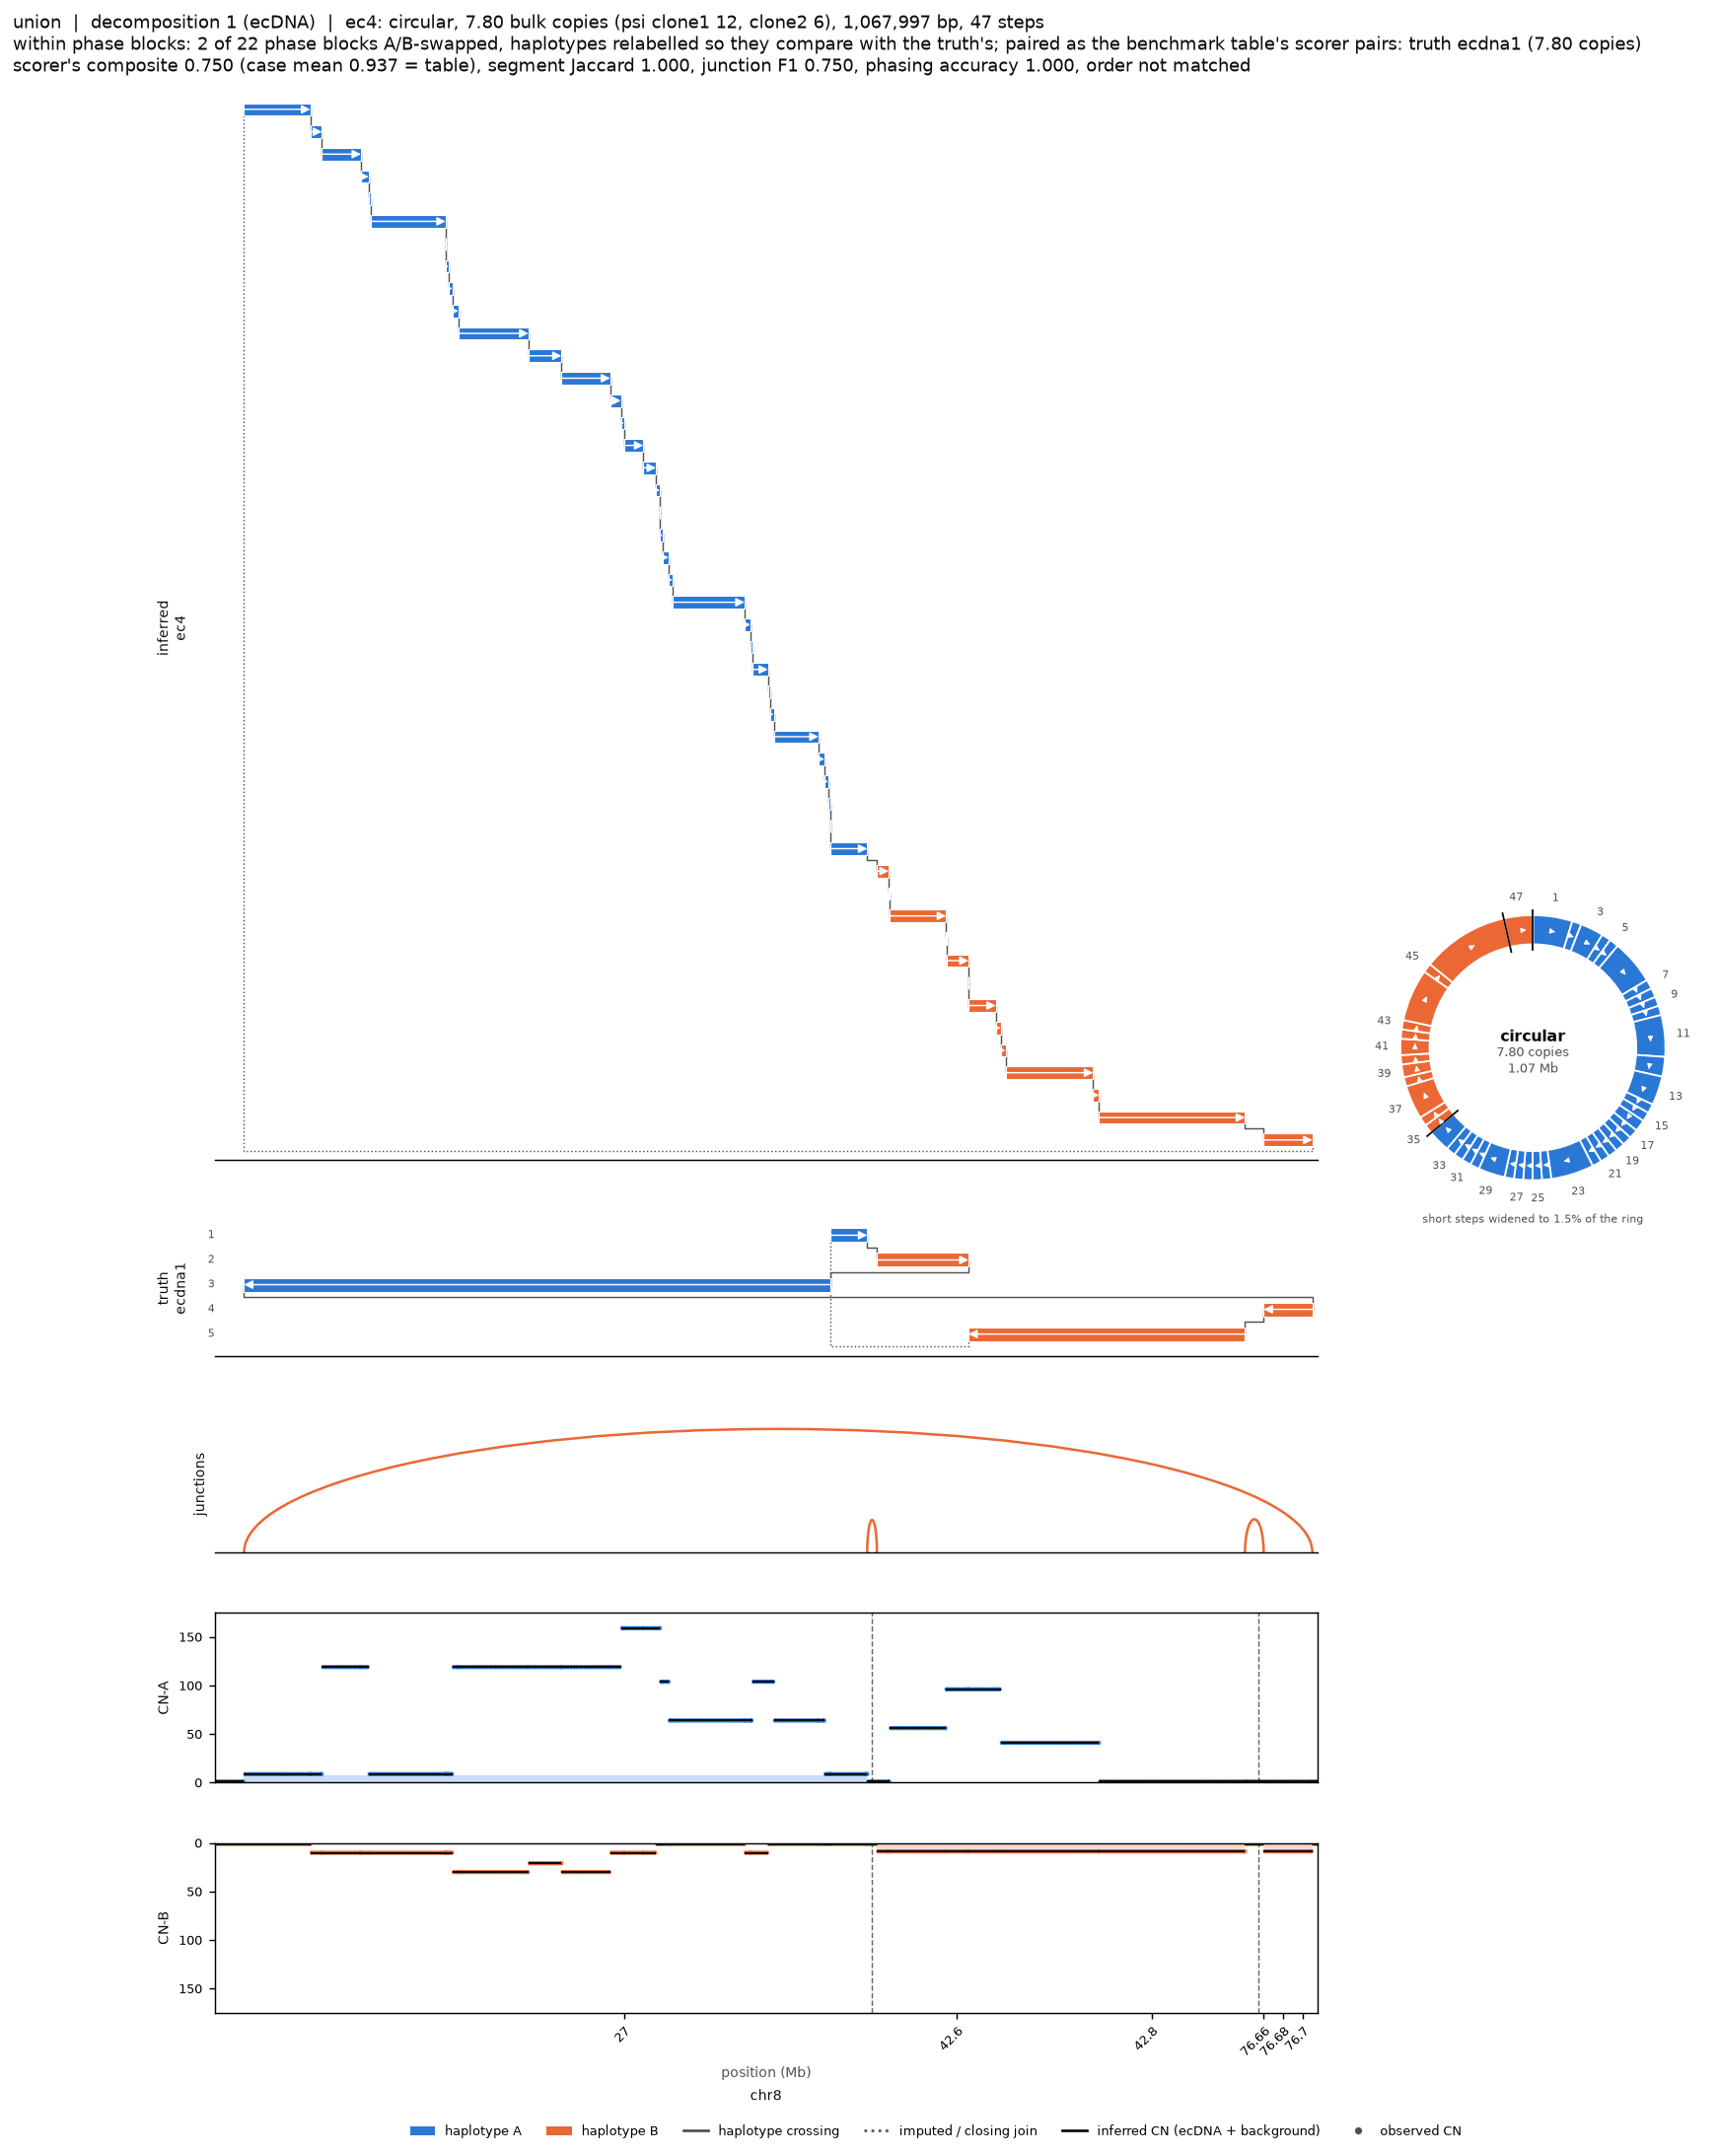 union | decomposition 1 (ecDNA) | ec4: circular, 7.80 bulk copies (psi clone1 12, clone2 6), 1,067,997 bp, 47 steps
within phase blocks: 2 of 22 phase blocks A/B-swapped, haplotypes relabelled so they compare with the truth's; paired as the benchmark table's scorer pairs: truth ecdna1 (7.80 copies)
scorer's composite 0.750 (case mean 0.937 = table), segment Jaccard 1.000, junction F1 0.750, phasing accuracy 1.000, order not matched
inferred
ec4
47
1
3
5
7
9
11
13
15
17
19
21
23
25
27
29
31
33
35
37
39
41
43
45
circular
7.80 copies
1.07 Mb
short steps widened to 1.5% of the ring
truth
ecdna1
1
2
3
4
5
junctions
CN-A
150
100
50
0
CN-B
0
50
100
150
27
42.6
42.8
76.66
76.68
76.7
position (Mb)
chr8
haplotype A
haplotype B
haplotype crossing
imputed / closing join
inferred CN (ecDNA + background)
observed CN